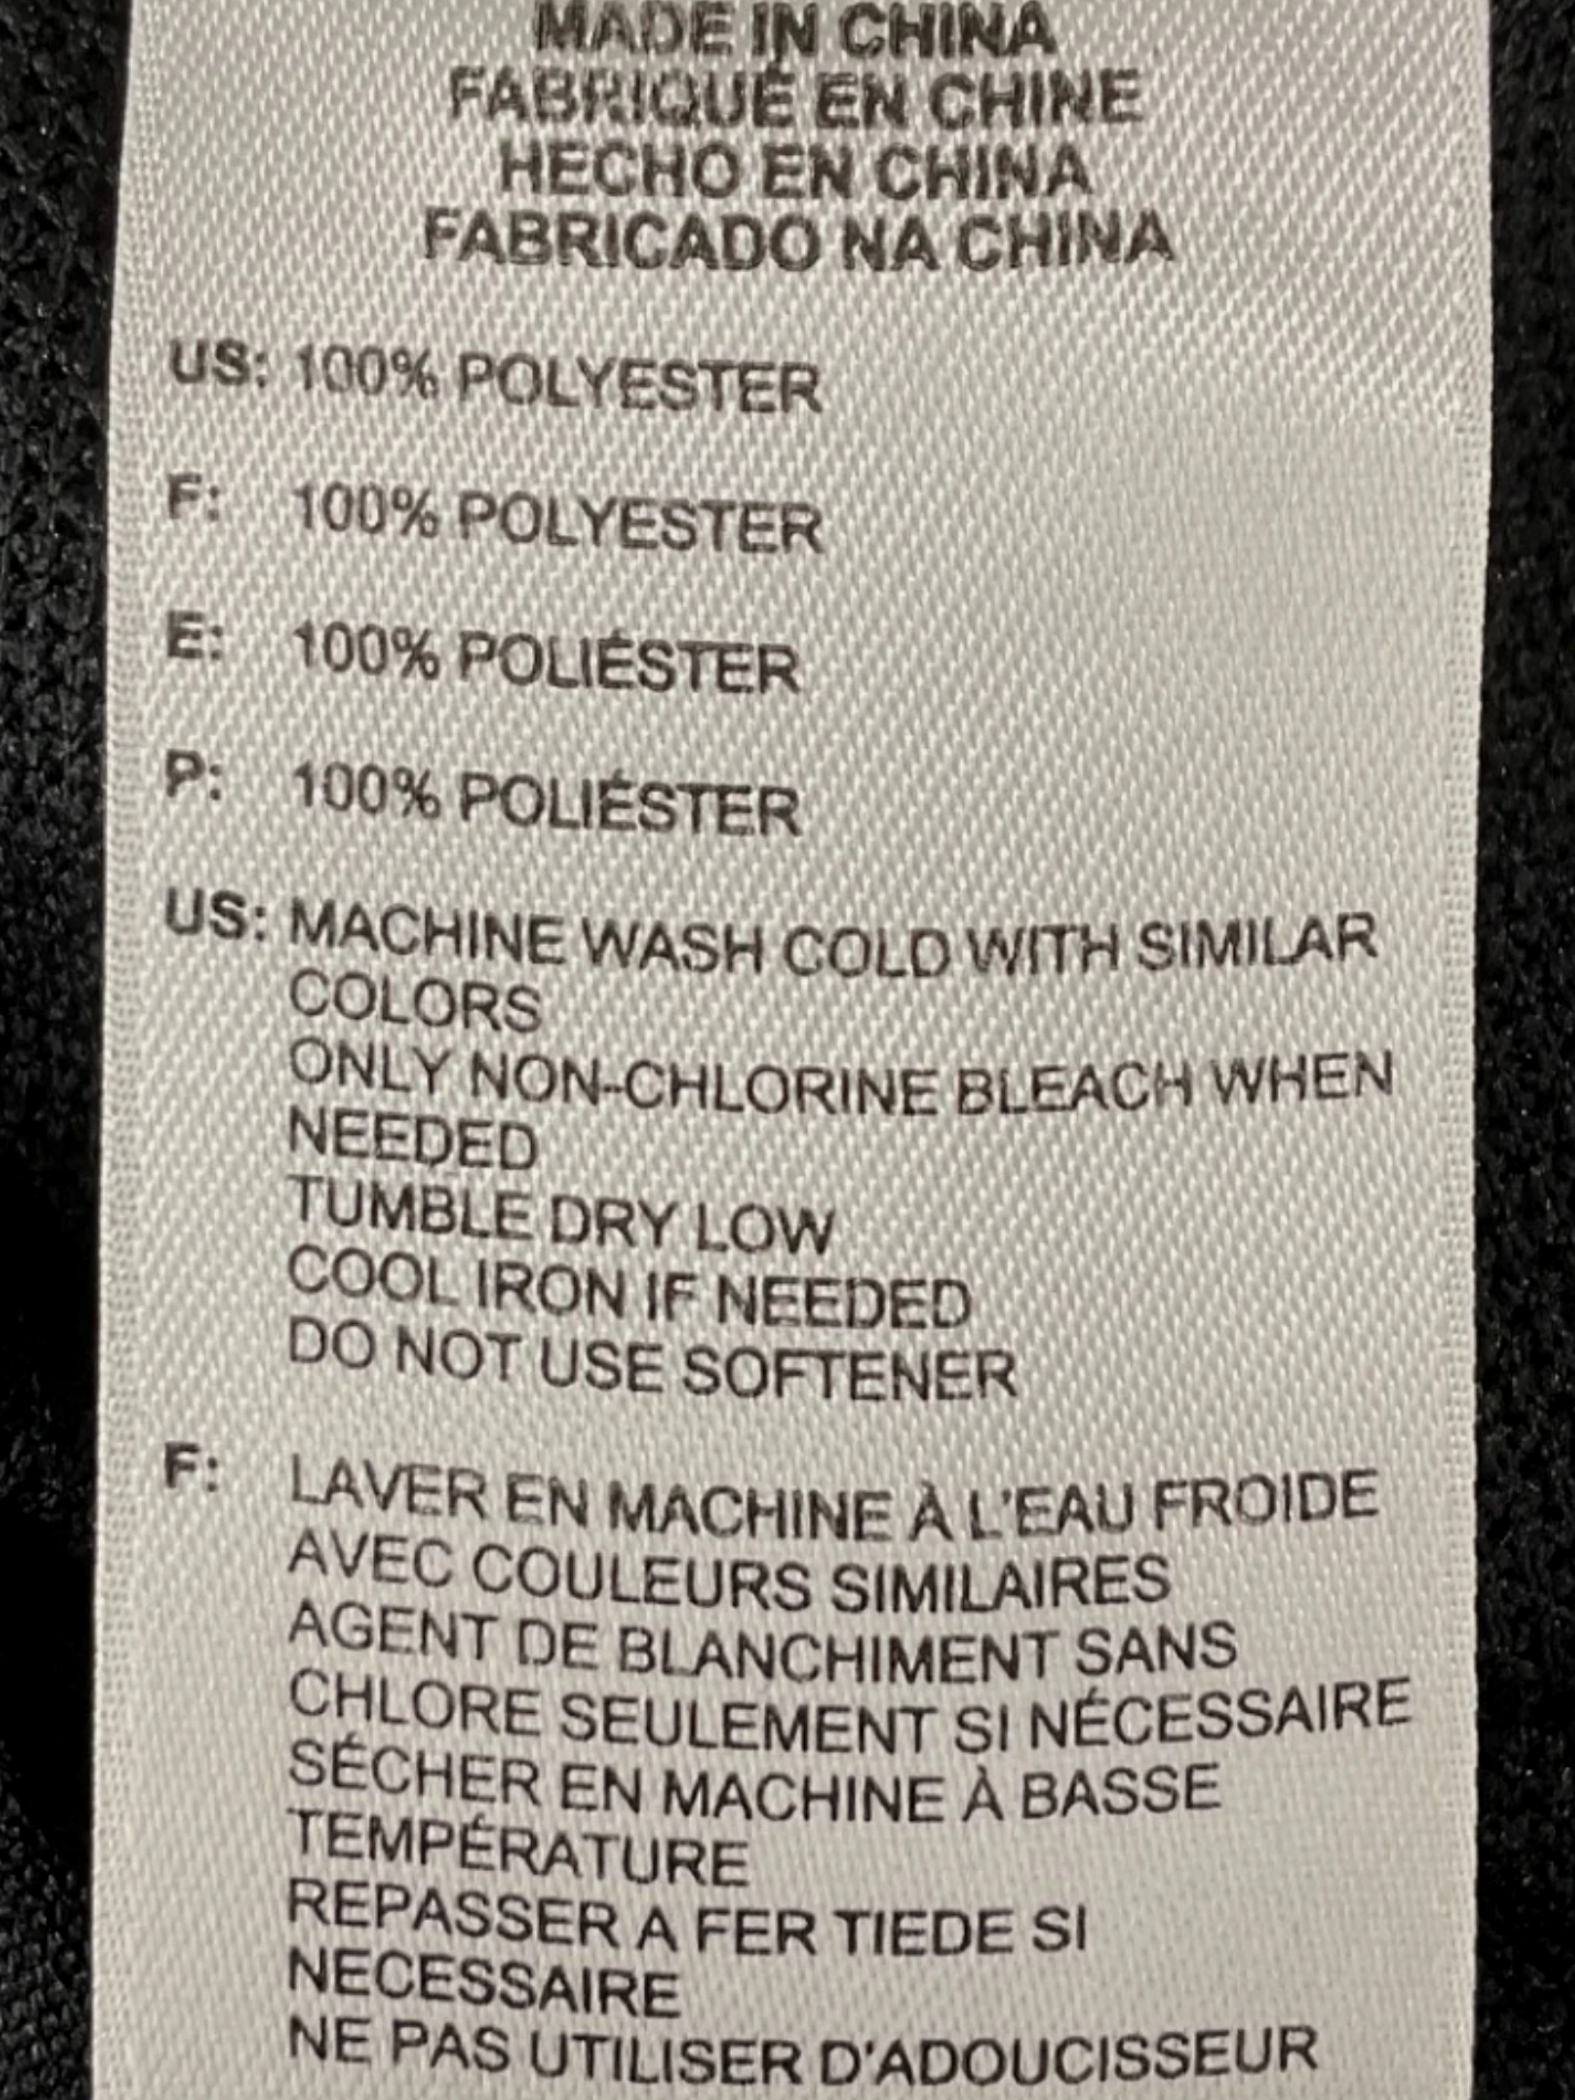 MADE IN CHINA
FABRIQUÉ EN CHINE
HECHO EN CHINA
FABRICADO NA CHINA
US: 100% POLYESTER
F: 100% POLYESTER
E: 100% POLIÉSTER
P: 100% POLIÉSTER
US: MACHINE WASH COLD WITH SIMILAR
COLORS
ONLY NON-CHLORINE BLEACH WHEN
NEEDED
TUMBLE DRY LOW
COOL IRON IF NEEDED
DO NOT USE SOFTENER
F: LAVER EN MACHINE À L'EAU FROIDE
AVEC COULEURS SIMILAIRES
AGENT DE BLANCHIMENT SANS
CHLORE SEULEMENT SI NÉCESSAIRE
SÉCHER EN MACHINE À BASSE
TEMPÉRATURE
REPASSER A FER TIEDE SI
NECESSAIRE
NE PAS UTILISER D'ADOUCISSEUR